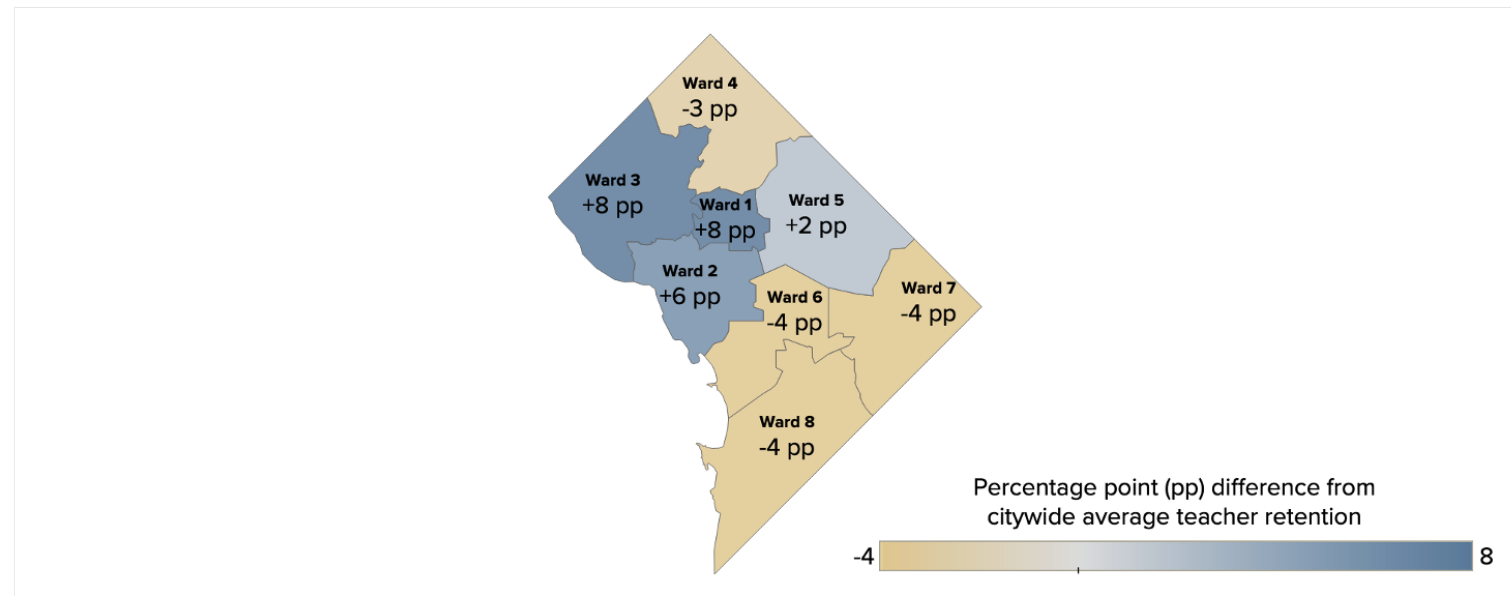 Ward 4
-3 pp
Ward 3
+8 pp
Ward 1
+8 pp
Ward 5
+2 pp
Ward 2
+6 pp
Ward 6
-4 pp
Ward 7
-4 pp
Ward 8
-4 pp
Percentage point (pp) difference from
citywide average teacher retention
-4 8